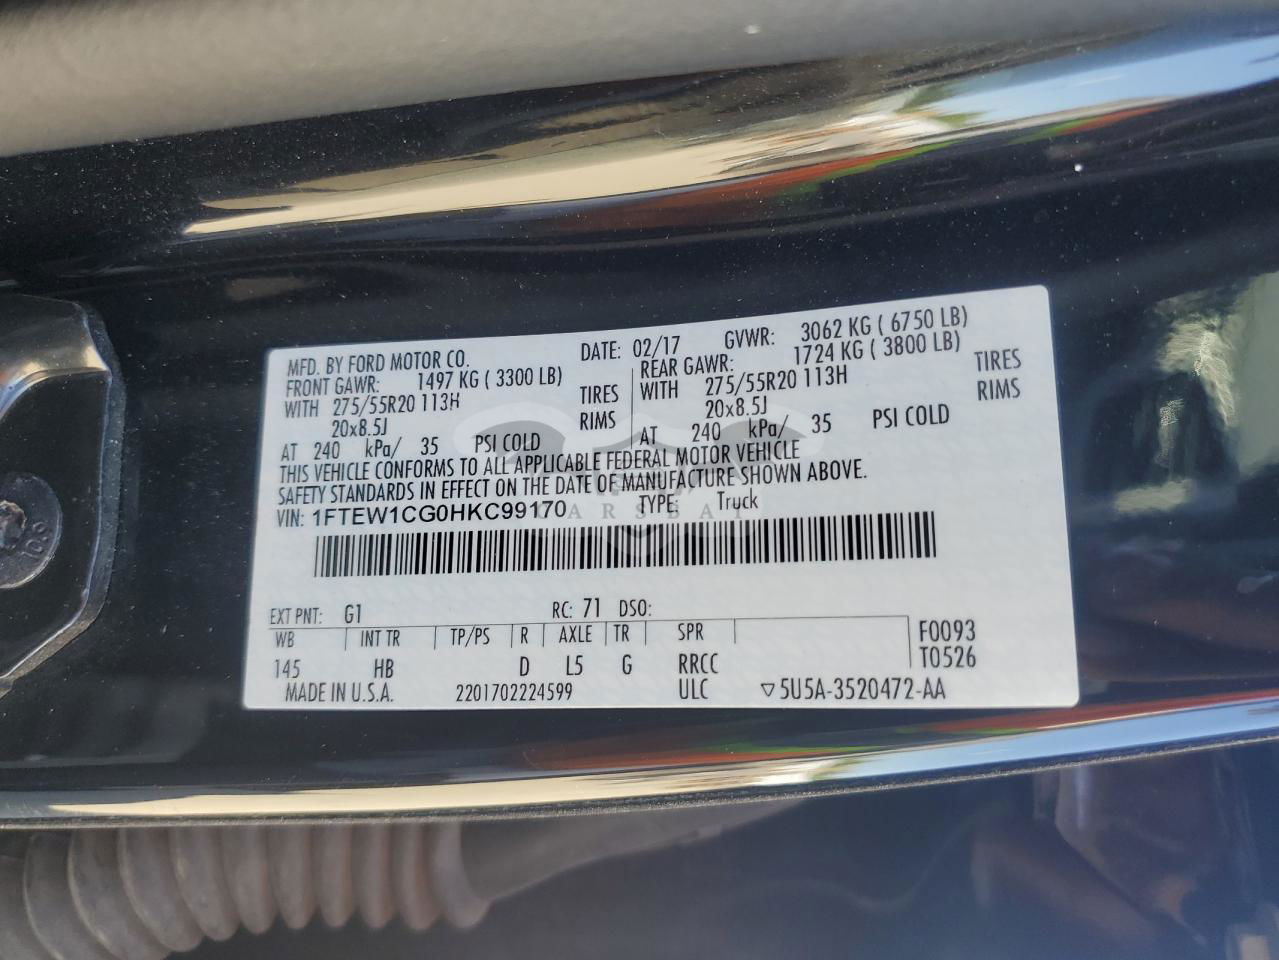 MFD. BY FORD MOTOR CO. DATE: 02/17 GVWR: 3062 KG ( 6750 LB)
FRONT GAWR: 1497 KG ( 3300 LB) REAR GAWR: 1724 KG ( 3800 LB)
WITH 275/55R20 113H TIRES WITH 275/55R20 113H TIRES
20x8.5J RIMS 20x8.5J RIMS
AT 240 kPa/ 35 PSI COLD AT 240 kPa/ 35 PSI COLD
THIS VEHICLE CONFORMS TO ALL APPLICABLE FEDERAL MOTOR VEHICLE
SAFETY STANDARDS IN EFFECT ON THE DATE OF MANUFACTURE SHOWN ABOVE.
VIN: 1FTEW1CG0HKC99170 TYPE: Truck
CARSBAT
EXT PNT: G1 RC: 71 DSO:
WB INT TR TP/PS R AXLE TR SPR F0093
145 HB D L5 G RRCC T0526
MADE IN U.S.A. 2201702224599 ULC ▽5U5A-3520472-AA
10.9